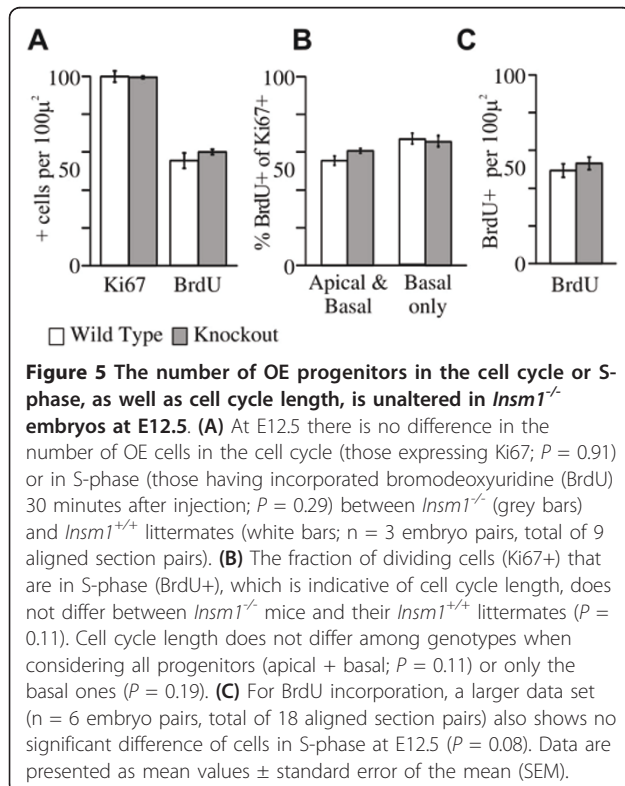 A
B
C
+ cells per 100μ²
100
50
0
Ki67 BrdU
% BrdU+ of Ki67+
100
50
0
Apical & Basal
Basal only
BrdU+ per 100μ²
100
50
0
BrdU
Wild Type Knockout
Figure 5 The number of OE progenitors in the cell cycle or S-
phase, as well as cell cycle length, is unaltered in Insm1⁻/⁻
embryos at E12.5. (A) At E12.5 there is no difference in the
number of OE cells in the cell cycle (those expressing Ki67; P = 0.91)
or in S-phase (those having incorporated bromodeoxyuridine (BrdU)
30 minutes after injection; P = 0.29) between Insm1⁻/⁻ (grey bars)
and Insm1⁺/⁺ littermates (white bars; n = 3 embryo pairs, total of 9
aligned section pairs). (B) The fraction of dividing cells (Ki67+) that
are in S-phase (BrdU+), which is indicative of cell cycle length, does
not differ between Insm1⁻/⁻ mice and their Insm1⁺/⁺ littermates (P =
0.11). Cell cycle length does not differ among genotypes when
considering all progenitors (apical + basal; P = 0.11) or only the
basal ones (P = 0.19). (C) For BrdU incorporation, a larger data set
(n = 6 embryo pairs, total of 18 aligned section pairs) also shows no
significant difference of cells in S-phase at E12.5 (P = 0.08). Data are
presented as mean values ± standard error of the mean (SEM).